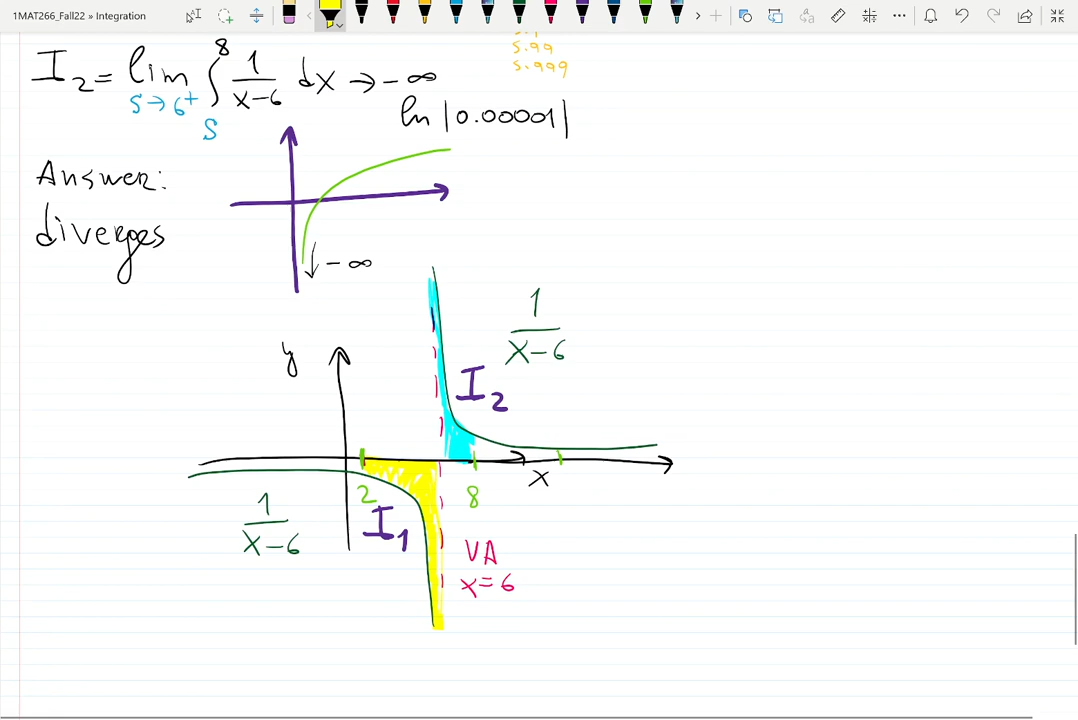 1MAT266_Fall22 » Integration
5.99
5.999
I₂ = lim ∫ 1/(x-6) dx → -∞
8
S→6⁺
S
ln |0.00001|
Answer:
diverges
↓ -∞
1/(x-6)
y
I₂
x
2
8
I₁
1/(x-6)
VA
x=6